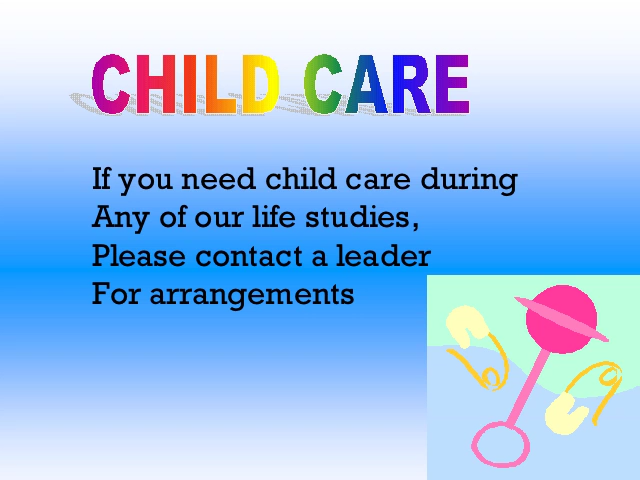 CHILD CARE
If you need child care during
Any of our life studies,
Please contact a leader
For arrangements